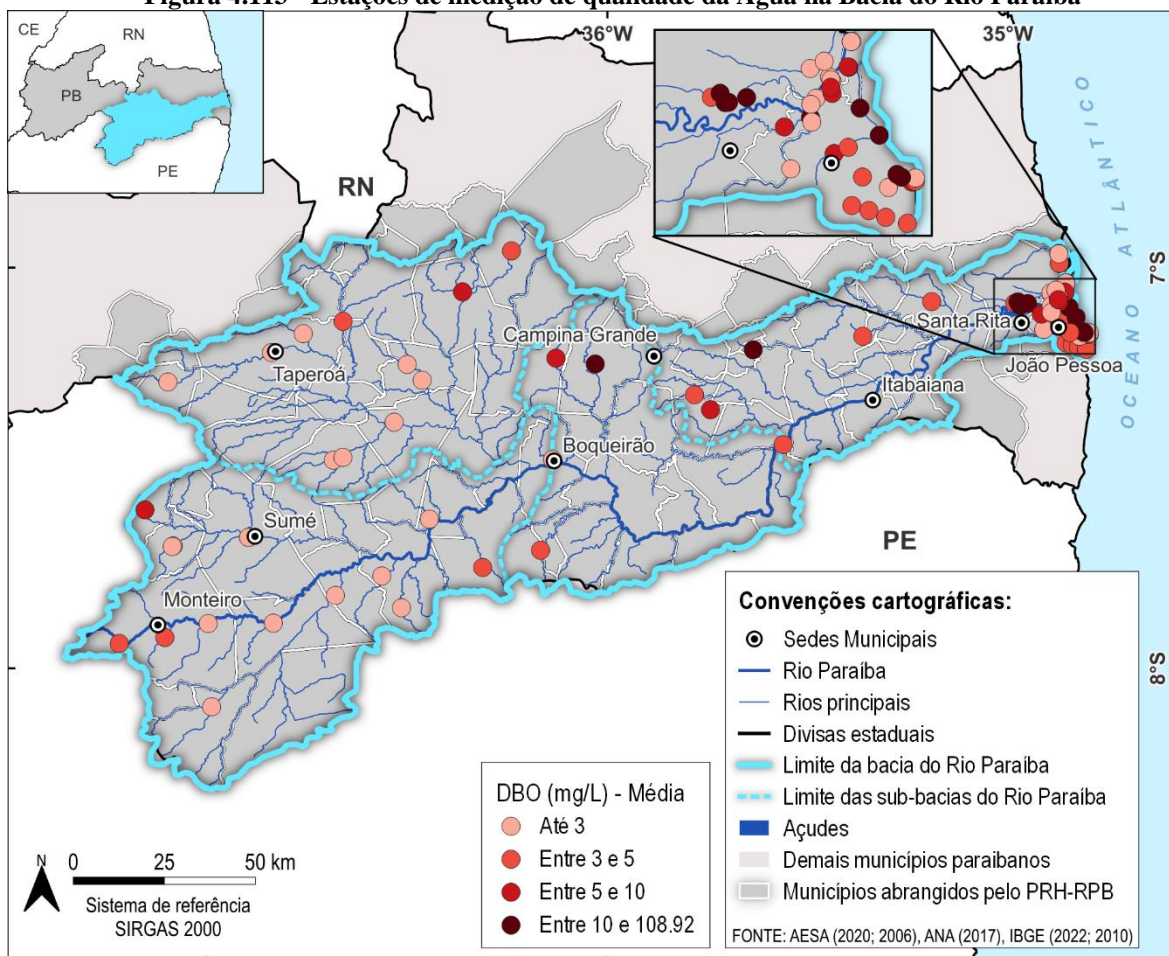 Figura 4.113 - Estações de medição de qualidade da Água na Bacia do Rio Paraíba
36°W
35°W
CE
RN
PB
PE
RN
OCEANO ATLÂNTICO
7°S
Campina Grande
Santa Rita
João Pessoa
Taperoá
Itabaiana
Boqueirão
Sumé
PE
Monteiro
8°S
Convenções cartográficas:
Sedes Municipais
Rio Paraíba
Rios principais
Divisas estaduais
Limite da bacia do Rio Paraíba
Limite das sub-bacias do Rio Paraíba
Açudes
Demais municípios paraibanos
Municípios abrangidos pelo PRH-RPB
FONTE: AESA (2020; 2006), ANA (2017), IBGE (2022; 2010)
DBO (mg/L) - Média
Até 3
Entre 3 e 5
Entre 5 e 10
Entre 10 e 108.92
N
0 25 50 km
Sistema de referência
SIRGAS 2000